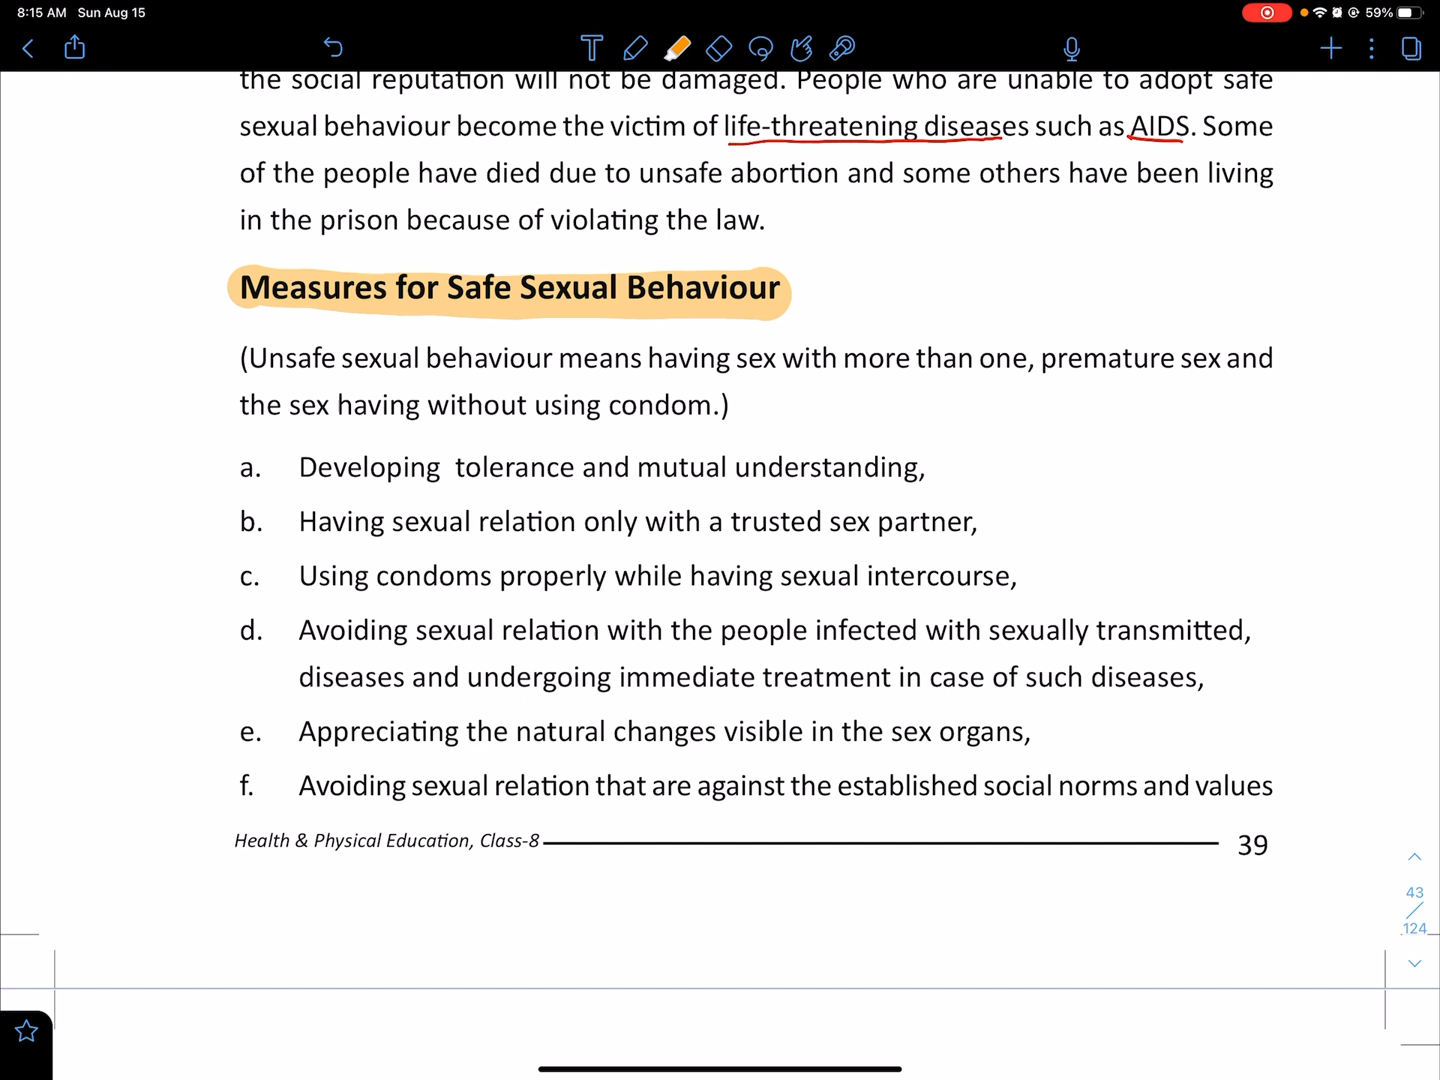 8:15 AM Sun Aug 15 59%
the social reputation will not be damaged. People who are unable to adopt safe
sexual behaviour become the victim of life-threatening diseases such as AIDS. Some
of the people have died due to unsafe abortion and some others have been living
in the prison because of violating the law.
Measures for Safe Sexual Behaviour
(Unsafe sexual behaviour means having sex with more than one, premature sex and
the sex having without using condom.)
a. Developing tolerance and mutual understanding,
b. Having sexual relation only with a trusted sex partner,
c. Using condoms properly while having sexual intercourse,
d. Avoiding sexual relation with the people infected with sexually transmitted,
diseases and undergoing immediate treatment in case of such diseases,
e. Appreciating the natural changes visible in the sex organs,
f. Avoiding sexual relation that are against the established social norms and values
Health & Physical Education, Class-8 39
43
/
124